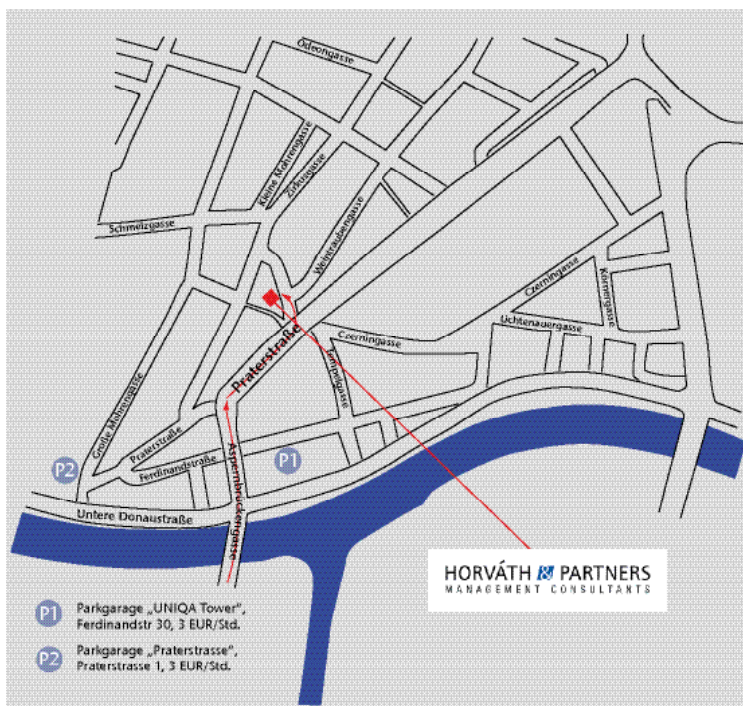 Odeongasse
Kleine Mohrengasse
Zirkusgasse
Schmelzgasse
Weintraubengasse
Czerningasse
Körnergasse
Lichtenauergasse
Praterstraße
Czerningasse
Tempelgasse
Große Mohrengasse
Praterstraße
Ferdinandstraße
P1
P2
Aspernbrückengasse
Untere Donaustraße
HORVÁTH & PARTNERS
MANAGEMENT CONSULTANTS
P1 Parkgarage „UNIQA Tower“,
Ferdinandstr 30, 3 EUR/Std.
P2 Parkgarage „Praterstrasse“,
Praterstrasse 1, 3 EUR/Std.